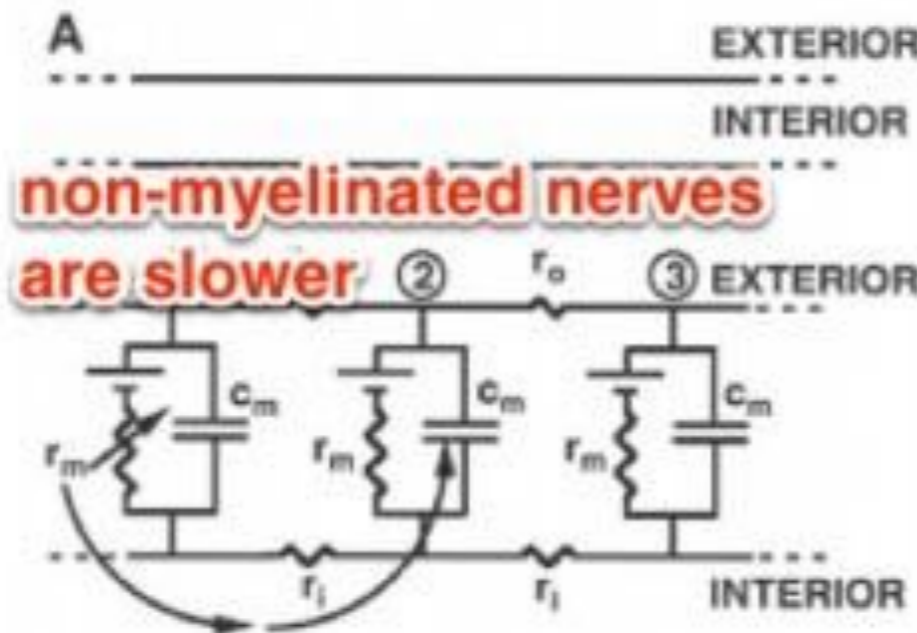 A
EXTERIOR
INTERIOR
non-myelinated nerves
are slower
② r₀ ③ EXTERIOR
cₘ cₘ cₘ
rₘ rₘ rₘ
rᵢ rᵢ INTERIOR